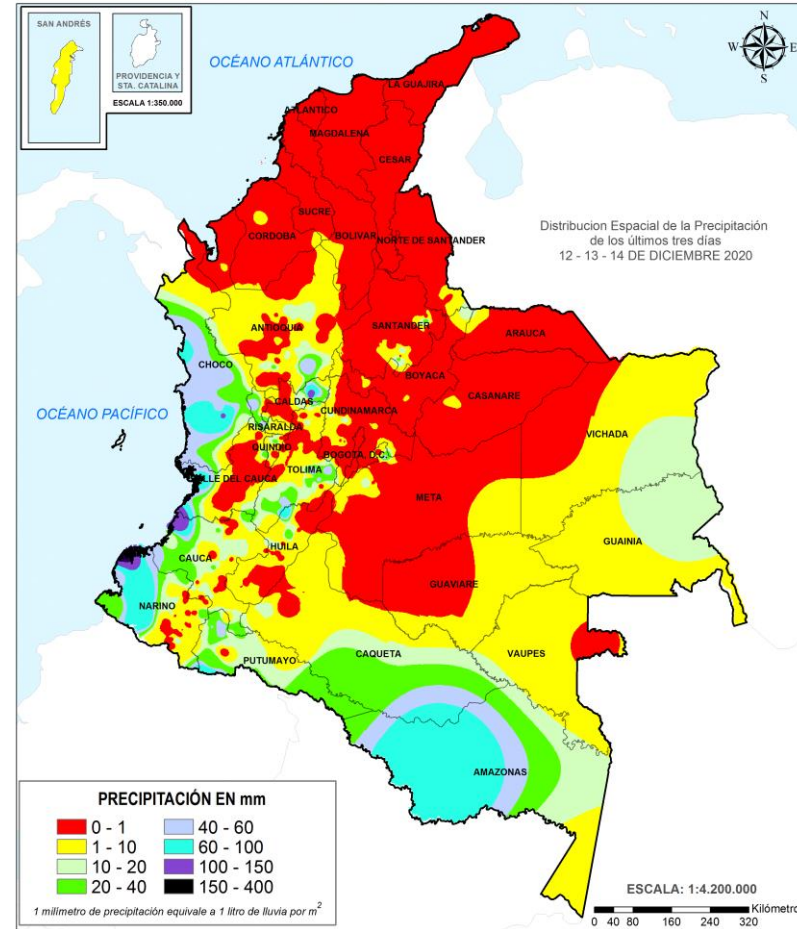 SAN ANDRÉS
PROVIDENCIA Y
STA. CATALINA
ESCALA 1:350.000
OCÉANO ATLÁNTICO
N
W
E
S
LA GUAJIRA
ATLANTICO
MAGDALENA
CESAR
SUCRE
CORDOBA
BOLIVAR
NORTE DE SANTANDER
Distribucion Espacial de la Precipitación
de los últimos tres días
12 - 13 - 14 DE DICIEMBRE 2020
ANTIOQUIA
SANTANDER
ARAUCA
CHOCO
BOYACA
CASANARE
CALDAS
OCÉANO PACÍFICO
CUNDINAMARCA
RISARALDA
VICHADA
QUINDIO
BOGOTA, D.C.
TOLIMA
VALLE DEL CAUCA
META
GUAINIA
HUILA
CAUCA
GUAVIARE
NARIÑO
PUTUMAYO
CAQUETA
VAUPES
AMAZONAS
PRECIPITACIÓN EN mm
0 - 1
40 - 60
1 - 10
60 - 100
10 - 20
100 - 150
20 - 40
150 - 400
1 milímetro de precipitación equivale a 1 litro de lluvia por m2
ESCALA: 1:4.200.000
Kilómetro
0 40 80 160 240 320